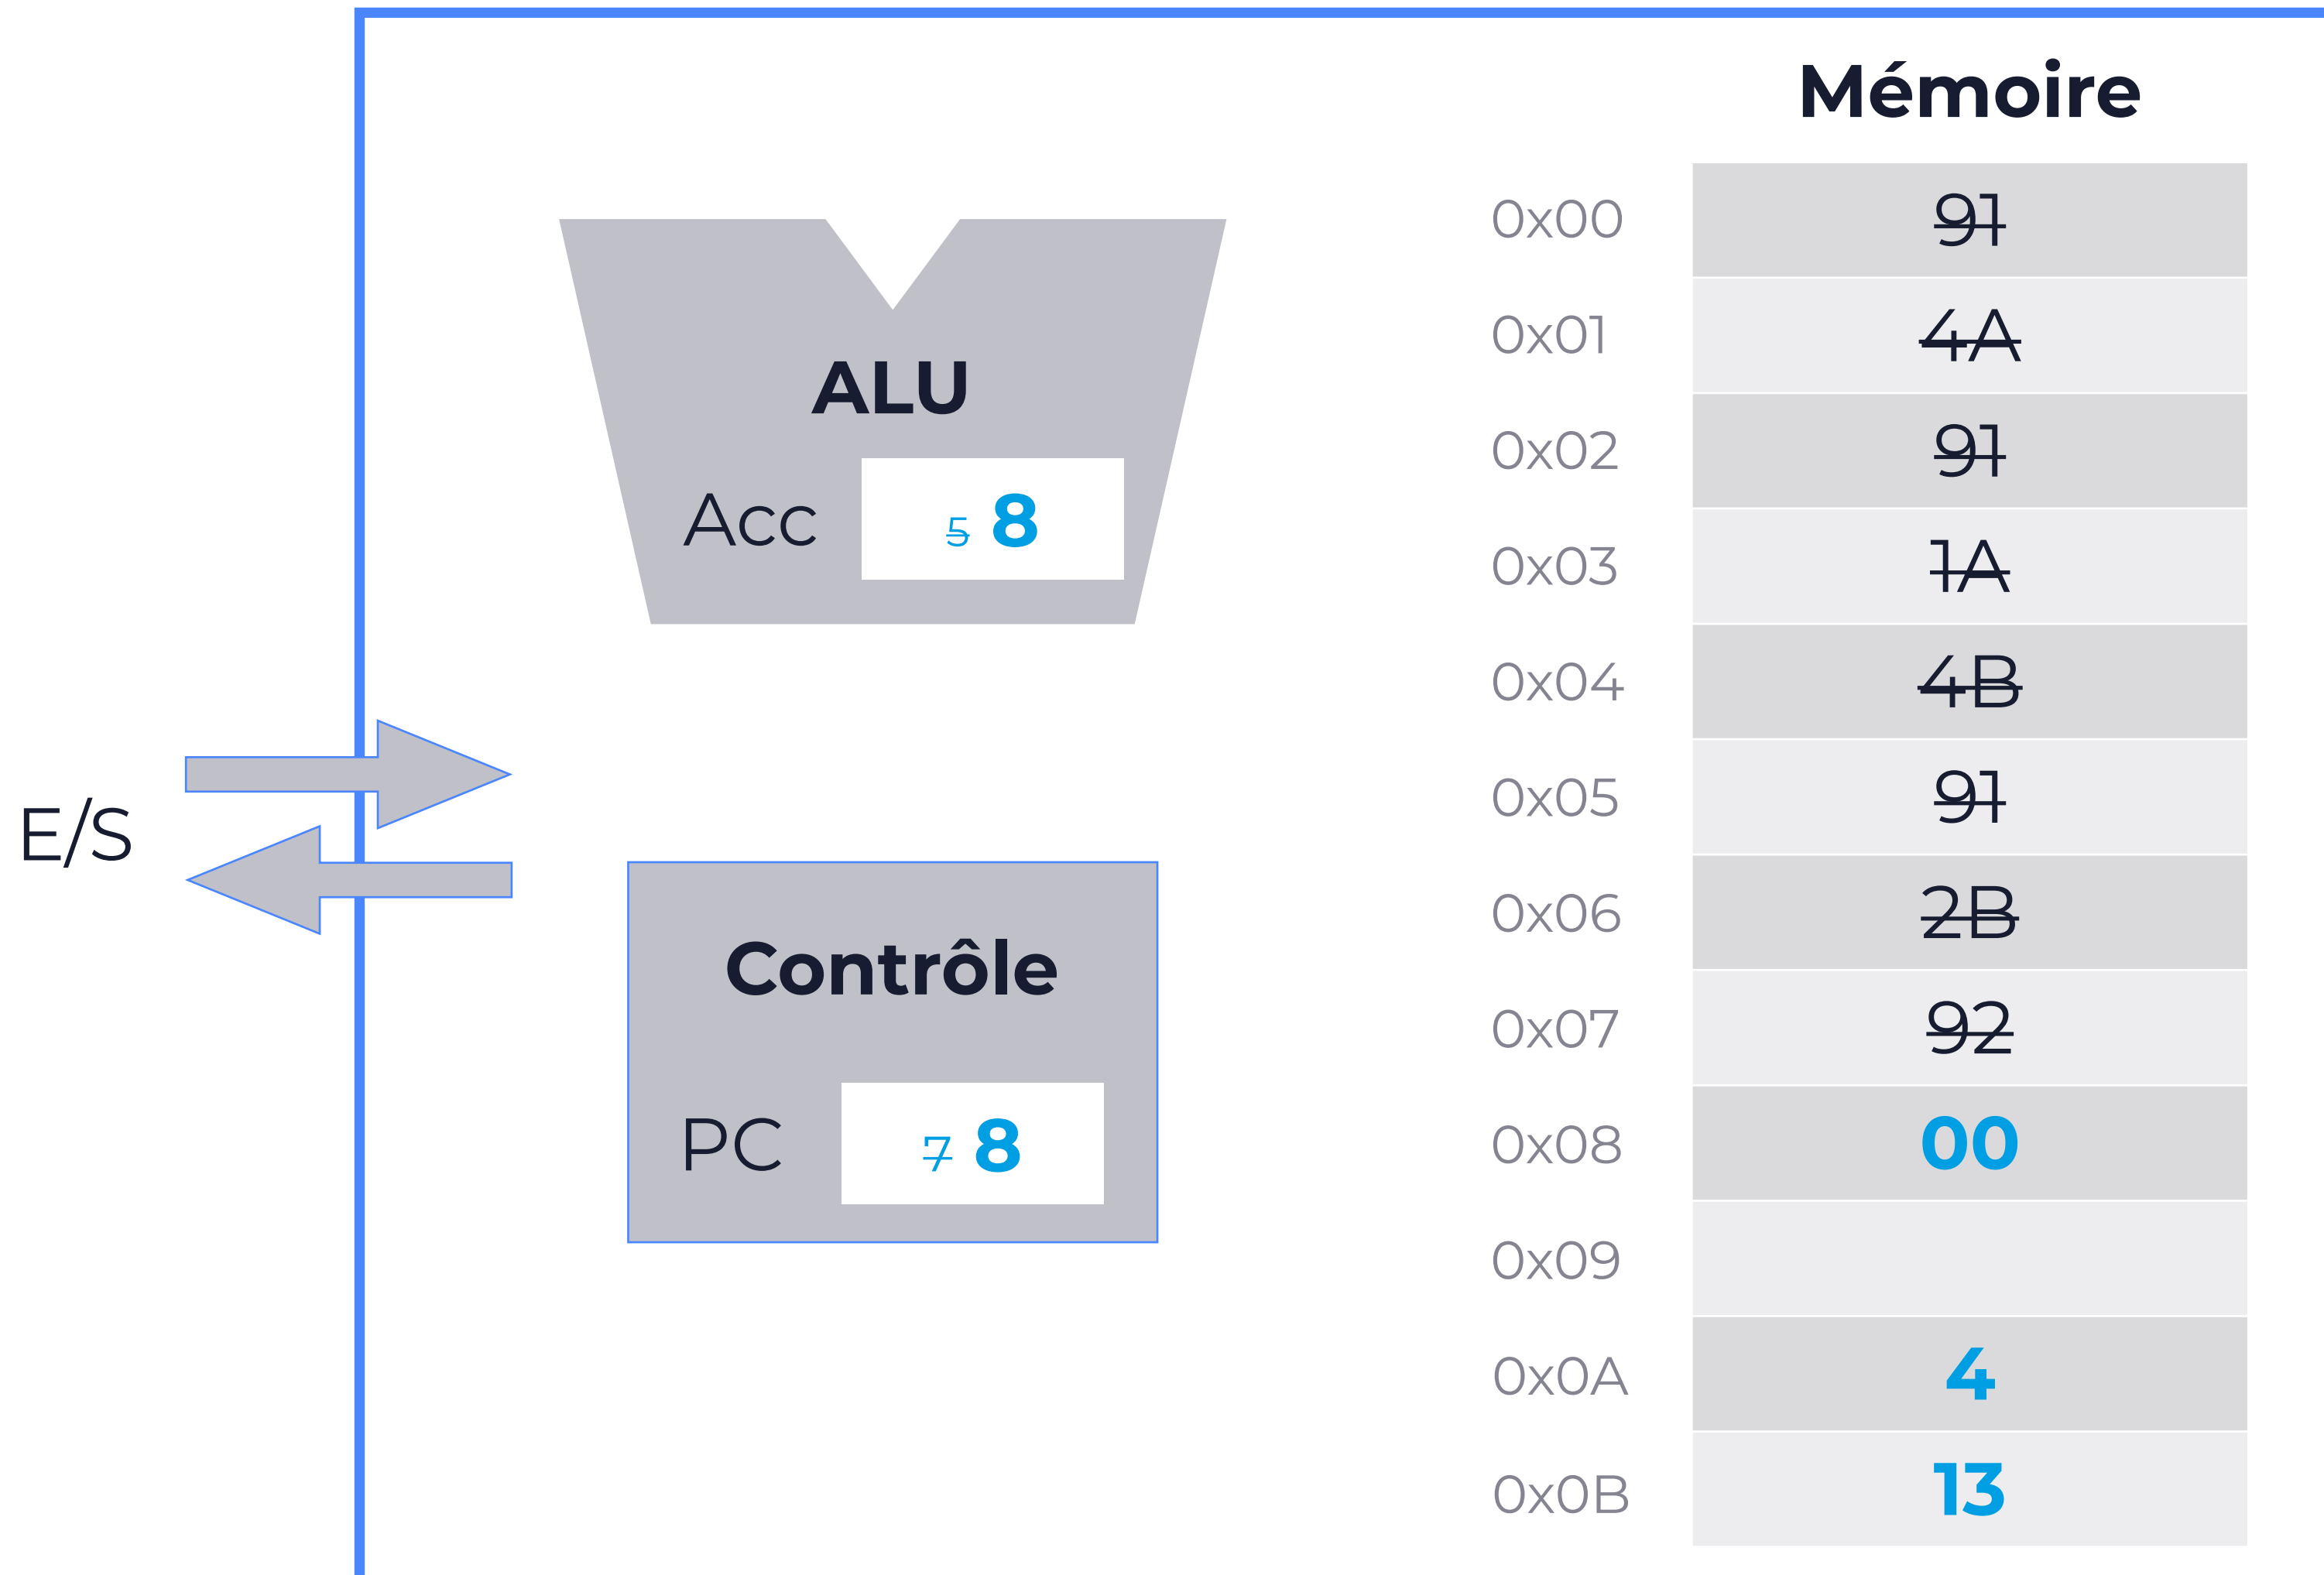 Mémoire
0x00 91
0x01 4A
ALU
0x02 91
Acc 5 8
0x03 1A
0x04 4B
0x05 91
E/S
0x06 2B
Contrôle
0x07 92
PC 7 8
0x08 00
0x09
0x0A 4
0x0B 13